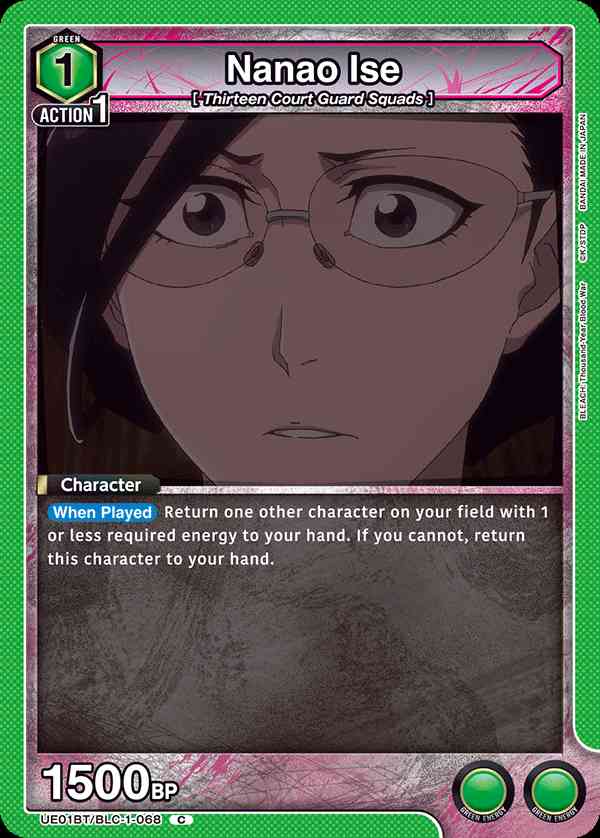 GREEN
1
ACTION 1
Nanao Ise
[ Thirteen Court Guard Squads ]
BANDAI MADE IN JAPAN
©K/STDP
BLEACH: Thousand-Year Blood War
Character
When Played Return one other character on your field with 1
or less required energy to your hand. If you cannot, return
this character to your hand.
1500BP
GREEN ENERGY
GREEN ENERGY
UE01BT/BLC-1-068 C